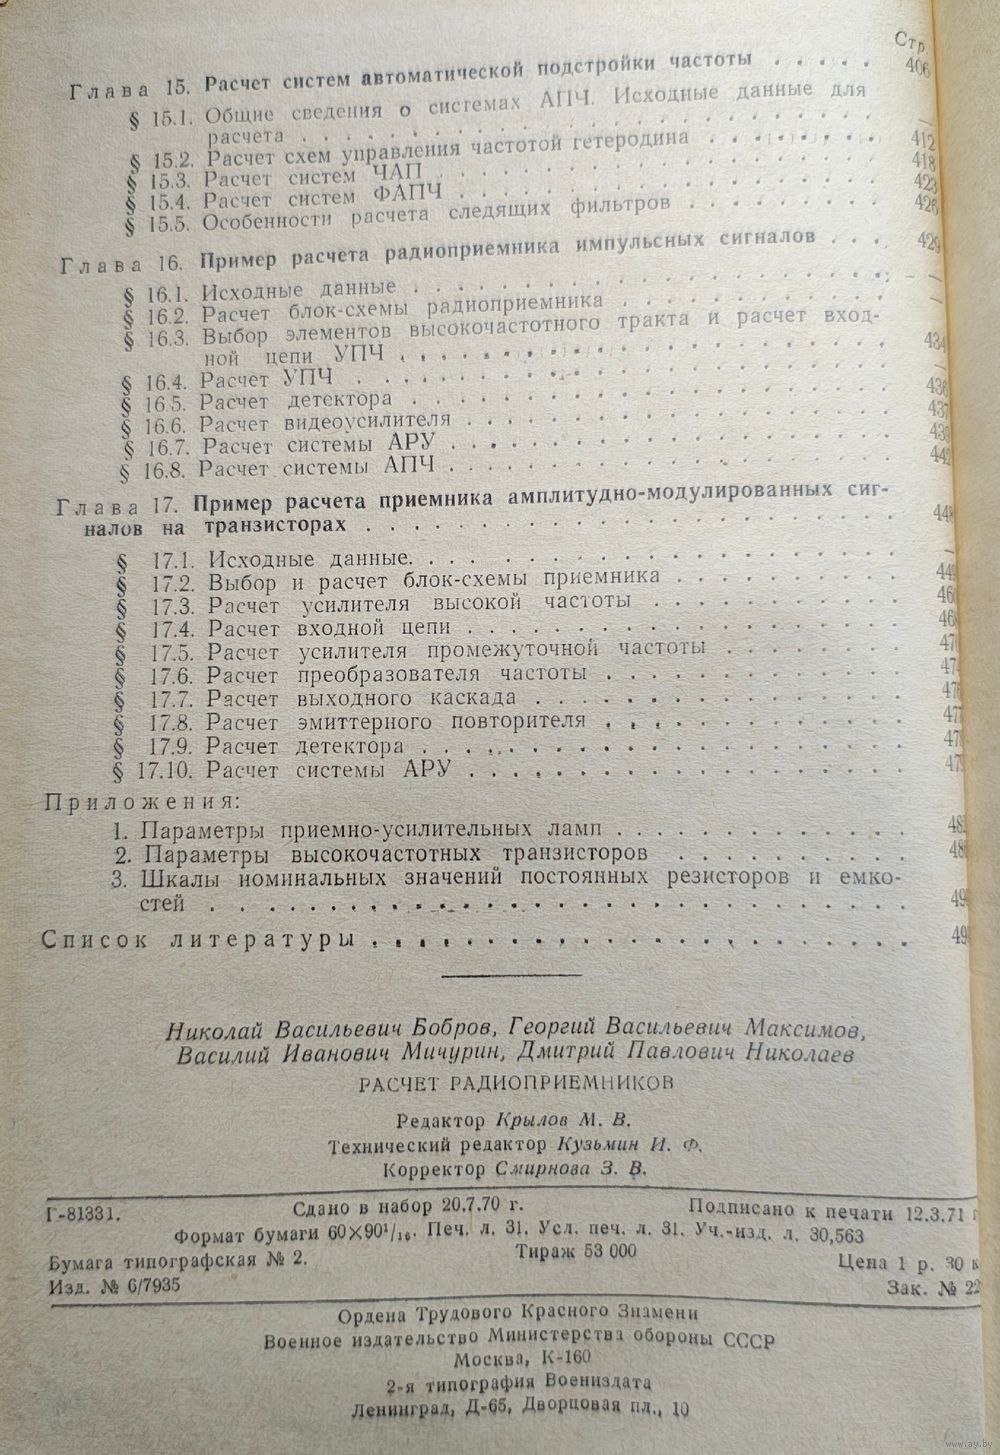 Стр.
Глава 15. Расчет систем автоматической подстройки частоты . . . . . 406
§ 15.1. Общие сведения о системах АПЧ. Исходные данные для
расчета . . . . . . . . . . . . . . . . —
§ 15.2. Расчет схем управления частотой гетеродина . . . . . . . 412
§ 15.3. Расчет систем ЧАП . . . . . . . . . . . . . 418
§ 15.4. Расчет систем ФАПЧ . . . . . . . . . . . . . 423
§ 15.5. Особенности расчета следящих фильтров . . . . . . . . 426
Глава 16. Пример расчета радиоприемника импульсных сигналов . . . 429
§ 16.1. Исходные данные . . . . . . . . . . . . . . —
§ 16.2. Расчет блок-схемы радиоприемника . . . . . . . . . —
§ 16.3. Выбор элементов высокочастотного тракта и расчет вход-
ной цепи УПЧ . . . . . . . . . . . . . . . 434
§ 16.4. Расчет УПЧ . . . . . . . . . . . . . . . . —
§ 16.5. Расчет детектора . . . . . . . . . . . . . . 436
§ 16.6. Расчет видеоусилителя . . . . . . . . . . . . 437
§ 16.7. Расчет системы АРУ . . . . . . . . . . . . . 439
§ 16.8. Расчет системы АПЧ . . . . . . . . . . . . . 442
Глава 17. Пример расчета приемника амплитудно-модулированных сиг-
налов на транзисторах . . . . . . . . . . . . . . . .
§ 17.1. Исходные данные. . . . . . . . . . . . . . . —
§ 17.2. Выбор и расчет блок-схемы приемника . . . . . . . .
§ 17.3. Расчет усилителя высокой частоты . . . . . . . . .
§ 17.4. Расчет входной цепи . . . . . . . . . . . . .
§ 17.5. Расчет усилителя промежуточной частоты . . . . . . .
§ 17.6. Расчет преобразователя частоты . . . . . . . . . .
§ 17.7. Расчет выходного каскада . . . . . . . . . . . .
§ 17.8. Расчет эмиттерного повторителя . . . . . . . . . .
§ 17.9. Расчет детектора . . . . . . . . . . . . . . .
§ 17.10. Расчет системы АРУ . . . . . . . . . . . . .
Приложения:
1. Параметры приемно-усилительных ламп . . . . . . . . . .
2. Параметры высокочастотных транзисторов . . . . . . . . .
3. Шкалы номинальных значений постоянных резисторов и емко-
стей . . . . . . . . . . . . . . . . . . . .
Список литературы . . . . . . . . . . . . . . . . .
Николай Васильевич Бобров, Георгий Васильевич Максимов,
Василий Иванович Мичурин, Дмитрий Павлович Николаев
РАСЧЕТ РАДИОПРИЕМНИКОВ
Редактор Крылов М. В.
Технический редактор Кузьмин И. Ф.
Корректор Смирнова З. В.
Г-81331. Сдано в набор 20.7.70 г. Подписано к печати 12.3.71 г
Формат бумаги 60×90¹/₁₆. Печ. л. 31. Усл. печ. л. 31. Уч.-изд. л. 30,563
Бумага типографская № 2. Тираж 53 000 Цена 1 р. 30 к
Изд. № 6/7935 Зак. № 22
Ордена Трудового Красного Знамени
Военное издательство Министерства обороны СССР
Москва, К-160
2-я типография Воениздата
Ленинград, Д-65, Дворцовая пл., 10
www.ay.by